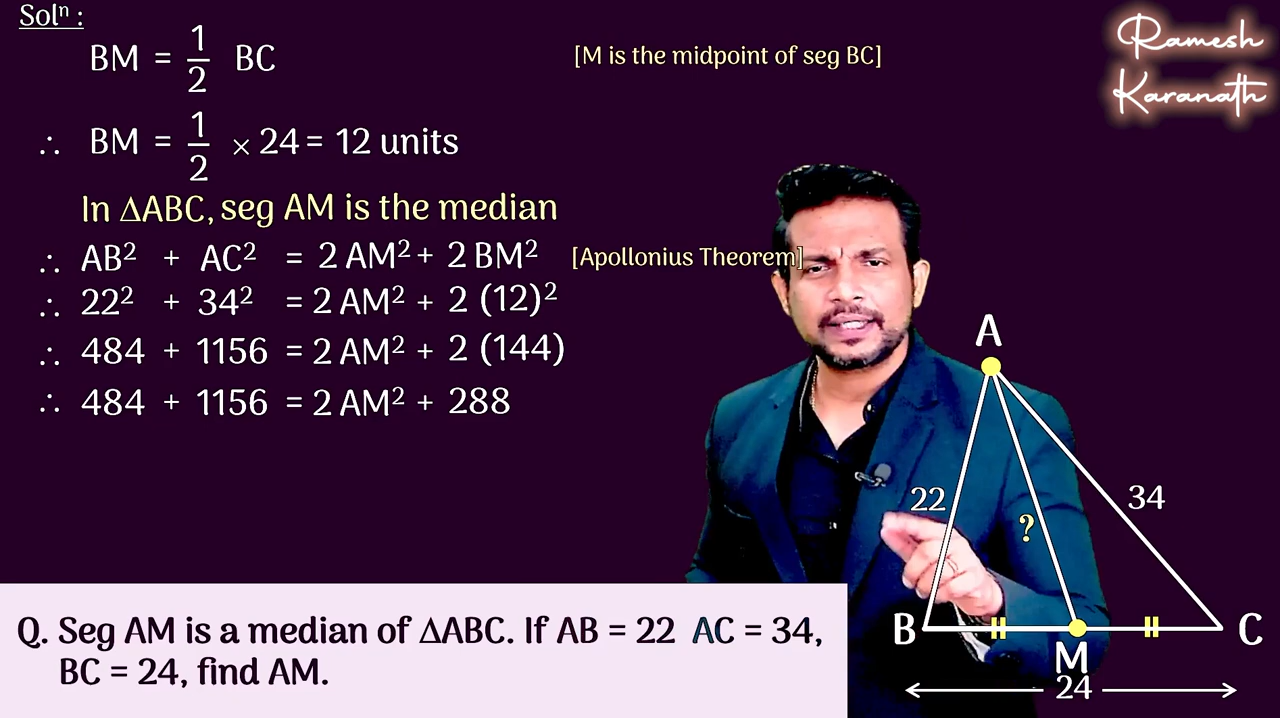 Solⁿ :
BM = 1/2 BC [M is the midpoint of seg BC]
∴ BM = 1/2 × 24 = 12 units
In ΔABC, seg AM is the median
∴ AB² + AC² = 2 AM² + 2 BM² [Apollonius Theorem]
∴ 22² + 34² = 2 AM² + 2 (12)²
∴ 484 + 1156 = 2 AM² + 2 (144)
∴ 484 + 1156 = 2 AM² + 288
Ramesh
Karanath
A
22
?
34
B
M
C
24
Q. Seg AM is a median of ΔABC. If AB = 22 AC = 34,
BC = 24, find AM.